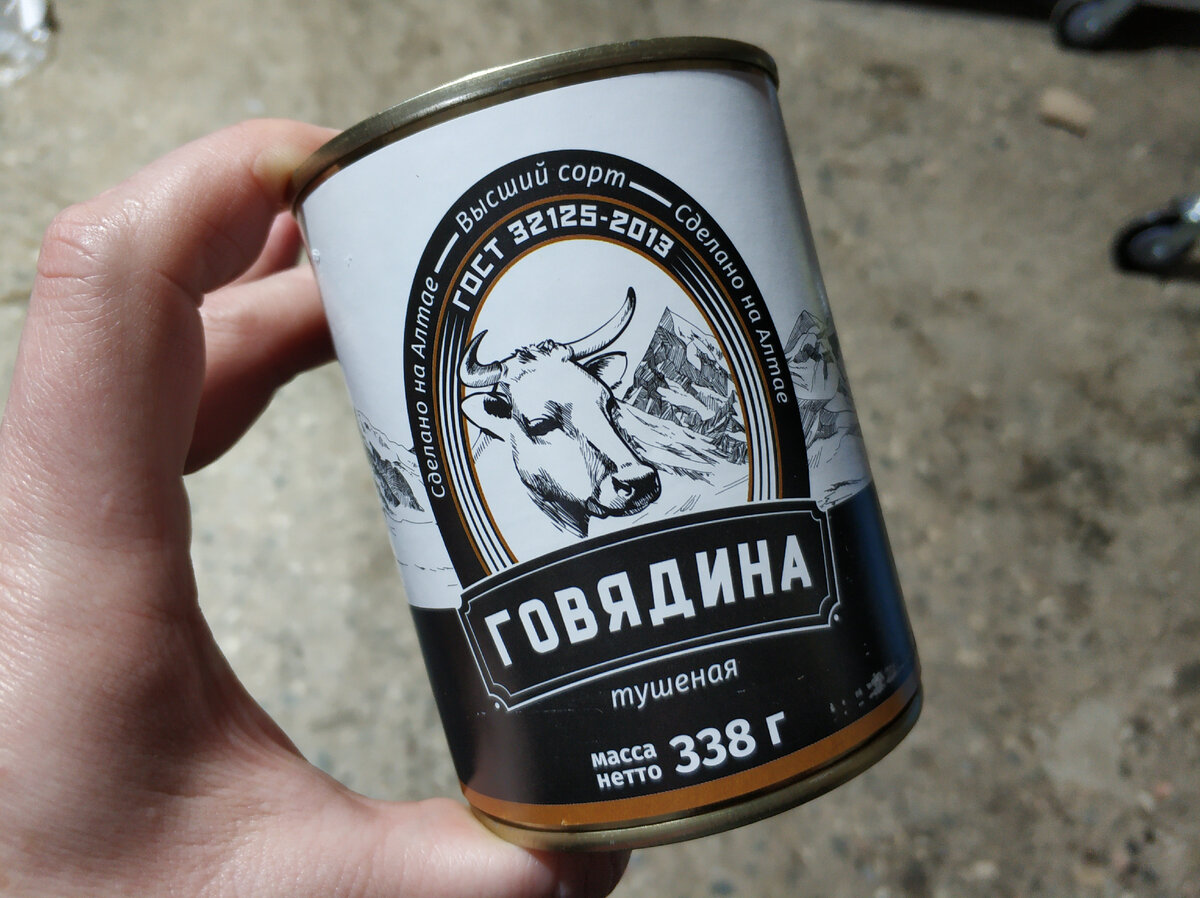 Сделано на Алтае — Высший сорт — Сделано на Алтае
ГОСТ 32125-2013
ГОВЯДИНА
тушеная
масса
нетто 338 г